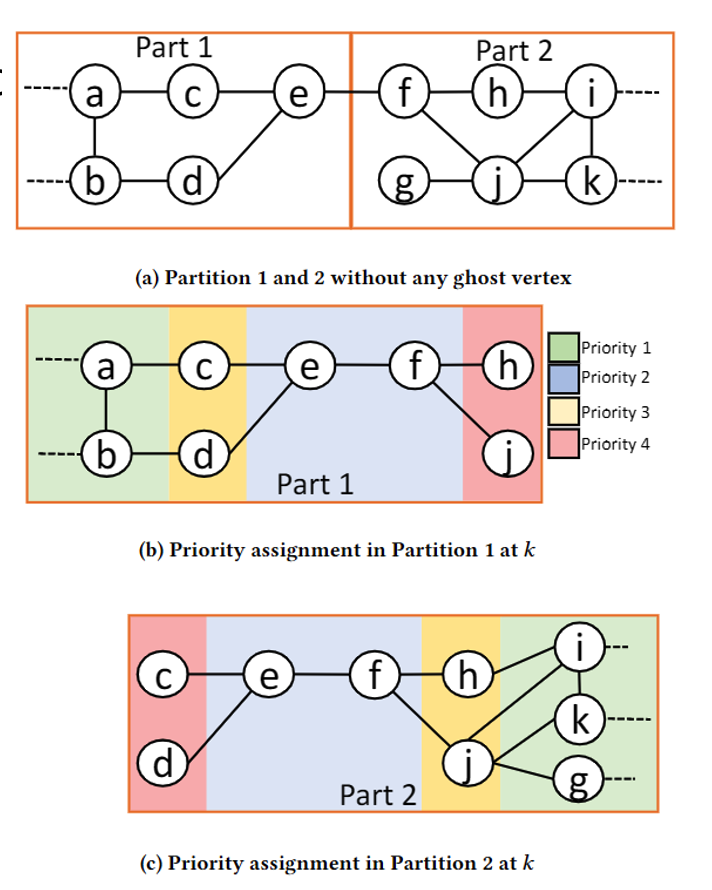 Part 1 Part 2
a c e f h i
b d g j k
(a) Partition 1 and 2 without any ghost vertex
a c e f h
b d j
Part 1
Priority 1
Priority 2
Priority 3
Priority 4
(b) Priority assignment in Partition 1 at k
c e f h i
k
d j g
Part 2
(c) Priority assignment in Partition 2 at k